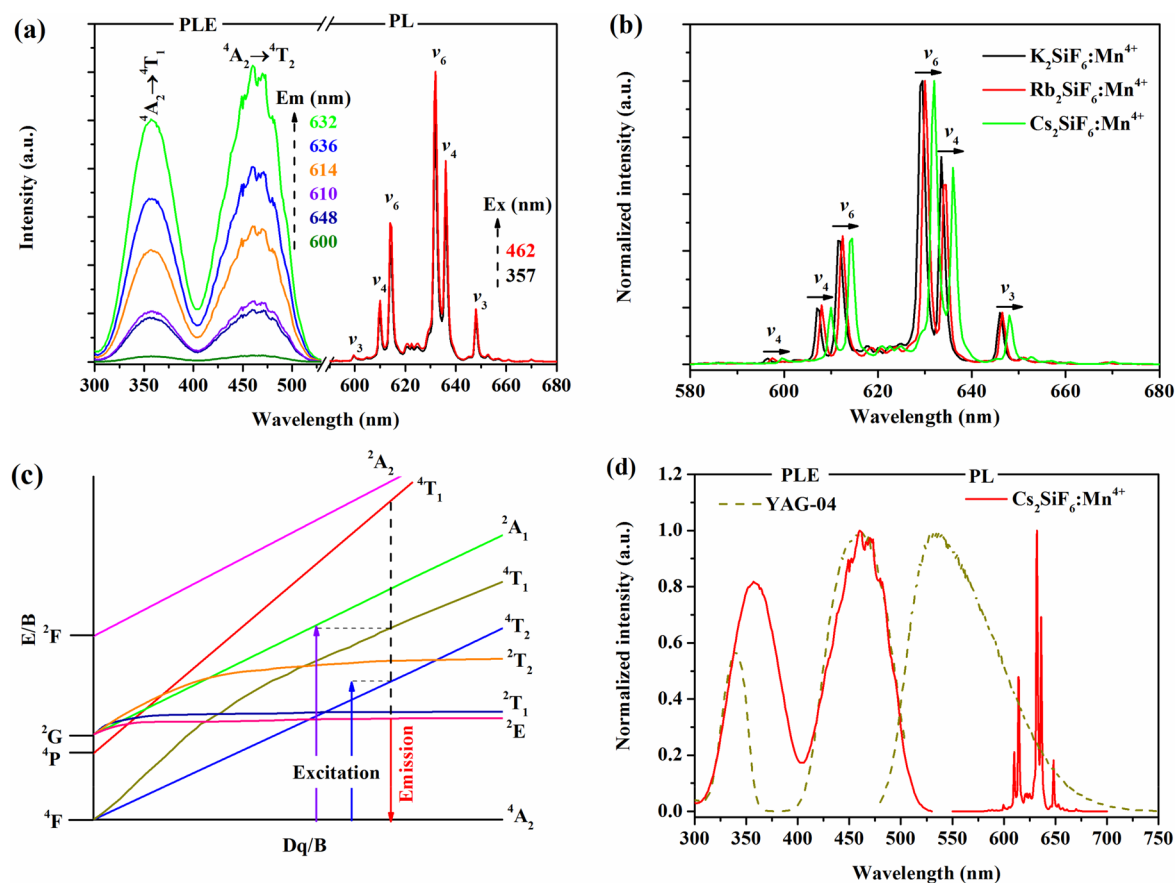 (a)
PLE
PL
⁴A₂→⁴T₁
⁴A₂→⁴T₂
Em (nm)
632
636
614
610
648
600
ν₃
ν₄
ν₆
ν₆
ν₄
ν₃
Ex (nm)
462
357
Intensity (a.u.)
300 350 400 450 500 600 620 640 660 680
Wavelength (nm)
(b)
K₂SiF₆:Mn⁴⁺
Rb₂SiF₆:Mn⁴⁺
Cs₂SiF₆:Mn⁴⁺
ν₄
ν₄
ν₆
ν₆
ν₄
ν₃
Normalized intensity (a.u.)
580 600 620 640 660 680
Wavelength (nm)
(c)
²A₂
⁴T₁
²A₁
⁴T₁
⁴T₂
²T₂
²T₁
²E
⁴A₂
²F
²G
⁴P
⁴F
E/B
Excitation
Emission
Dq/B
(d)
PLE
PL
YAG-04
Cs₂SiF₆:Mn⁴⁺
Normalized intensity (a.u.)
1.2
1.0
0.8
0.6
0.4
0.2
0.0
300 350 400 450 500 550 600 650 700 750
Wavelength (nm)